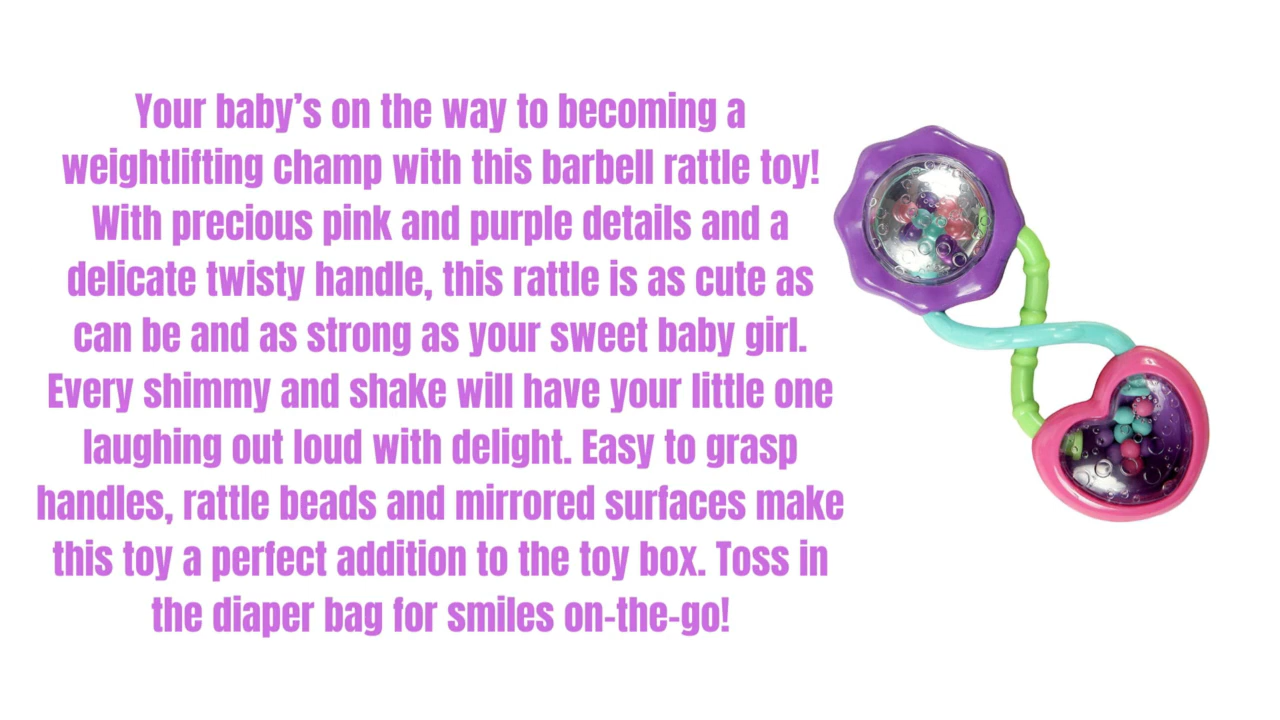 Your baby’s on the way to becoming a
weightlifting champ with this barbell rattle toy!
With precious pink and purple details and a
delicate twisty handle, this rattle is as cute as
can be and as strong as your sweet baby girl.
Every shimmy and shake will have your little one
laughing out loud with delight. Easy to grasp
handles, rattle beads and mirrored surfaces make
this toy a perfect addition to the toy box. Toss in
the diaper bag for smiles on-the-go!